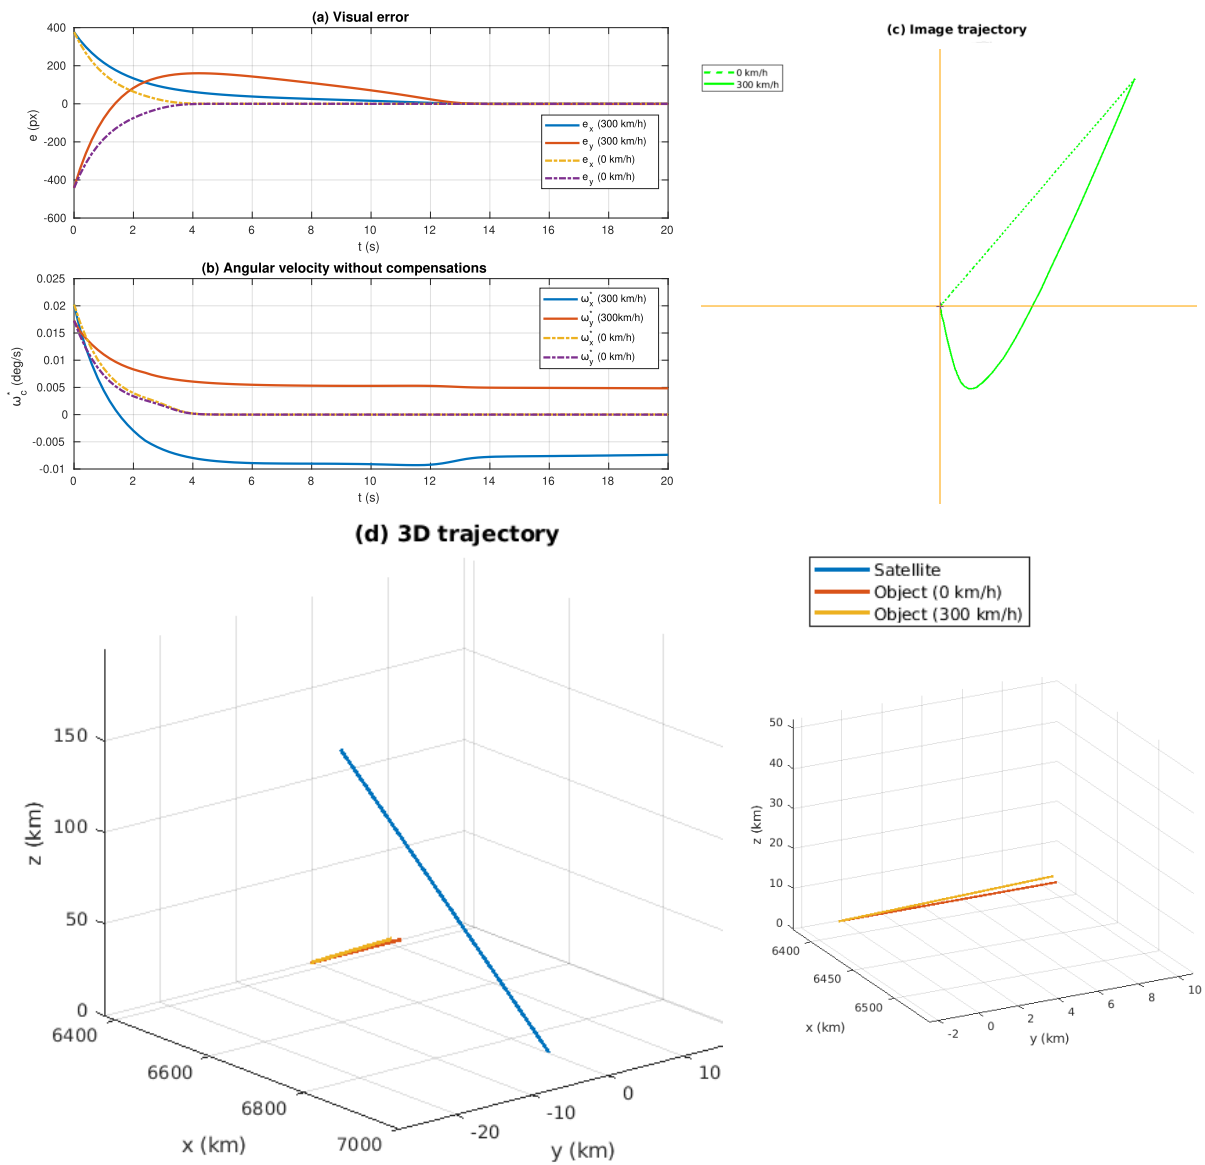 (a) Visual error
400
200
0
-200
-400
-600
e (px)
0 2 4 6 8 10 12 14 16 18 20
t (s)
e_x (300 km/h)
e_y (300 km/h)
e_x (0 km/h)
e_y (0 km/h)
(b) Angular velocity without compensations
0.025
0.02
0.015
0.01
0.005
0
-0.005
-0.01
ω*_c (deg/s)
0 2 4 6 8 10 12 14 16 18 20
t (s)
ω*_x (300 km/h)
ω*_y (300km/h)
ω*_x (0 km/h)
ω*_y (0 km/h)
(c) Image trajectory
0 km/h
300 km/h
(d) 3D trajectory
Satellite
Object (0 km/h)
Object (300 km/h)
150
100
50
0
z (km)
6400
6600
6800
7000
x (km)
-20
-10
0
10
y (km)
50
40
30
20
10
0
z (km)
6400
6450
6500
x (km)
-2 0 2 4 6 8 10
y (km)